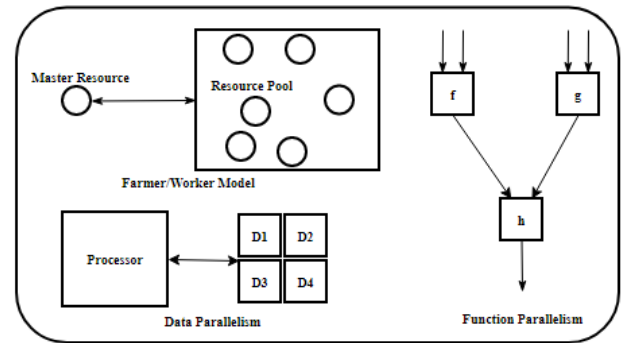 Master Resource
Resource Pool
Farmer/Worker Model
f
g
h
Function Parallelism
Processor
D1 D2
D3 D4
Data Parallelism